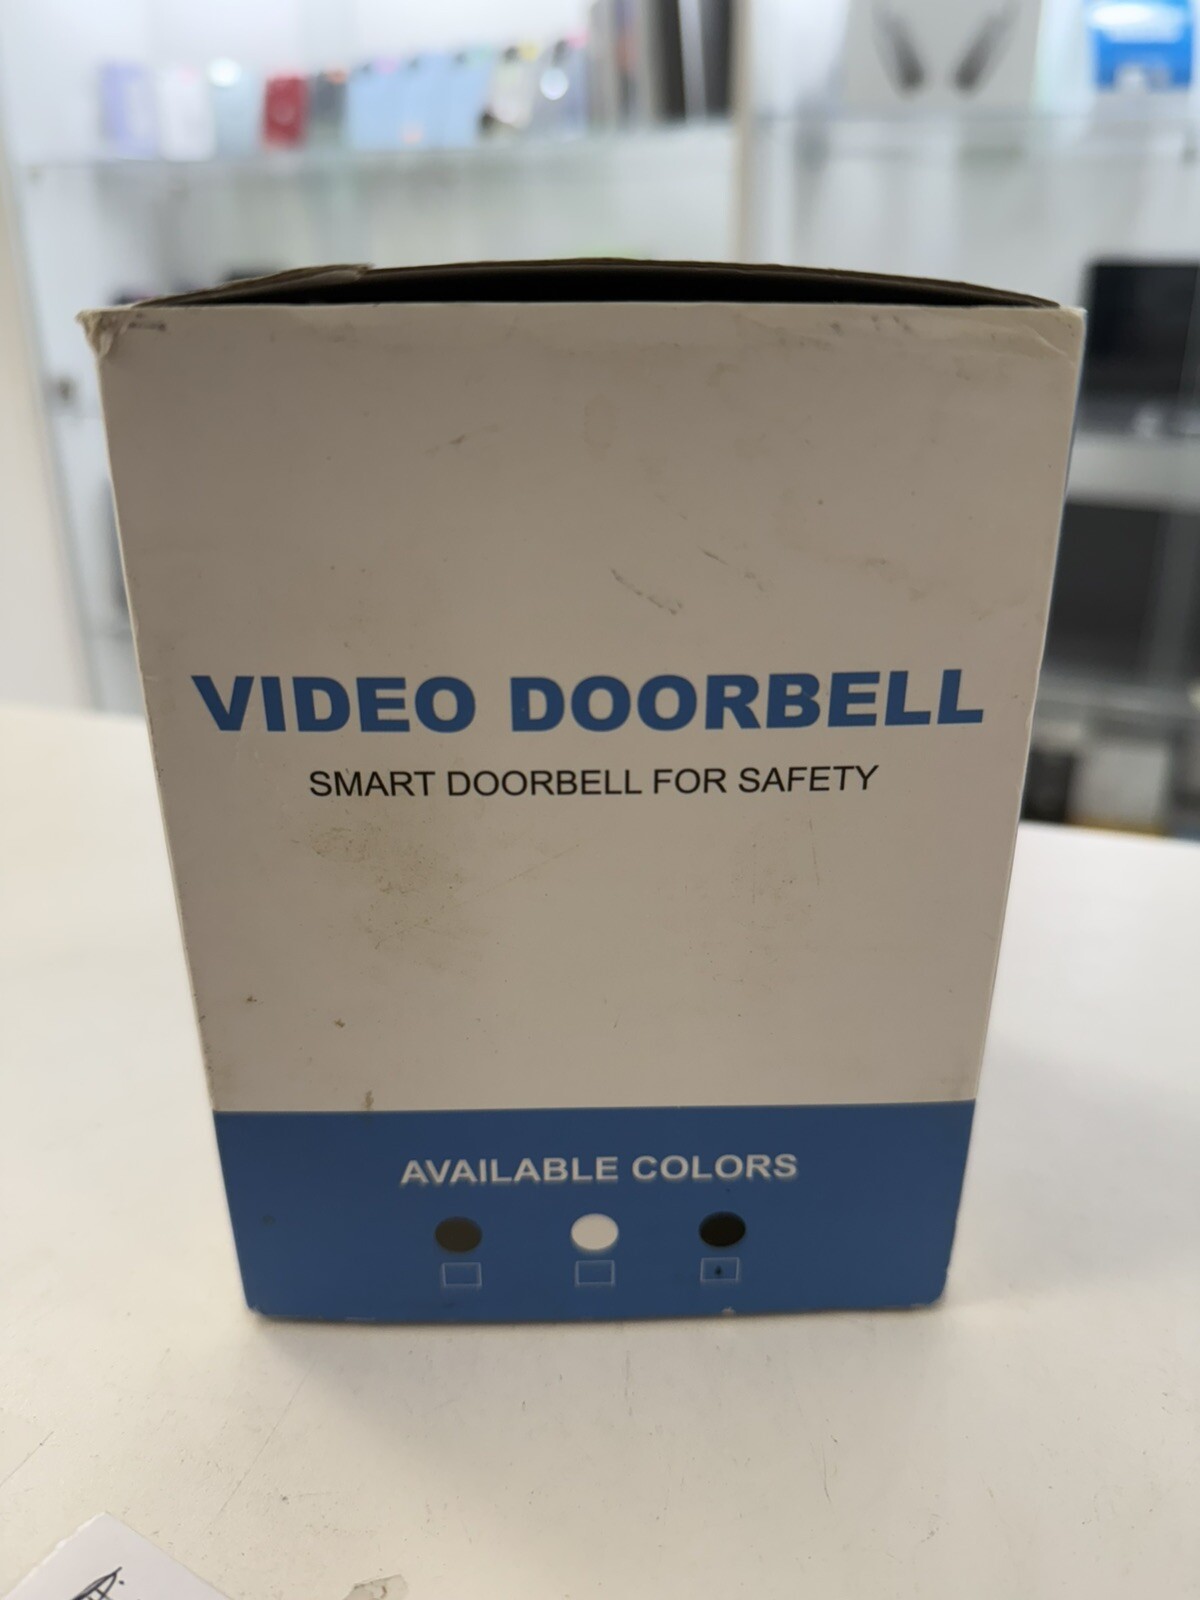 VIDEO DOORBELL
SMART DOORBELL FOR SAFETY
AVAILABLE COLORS